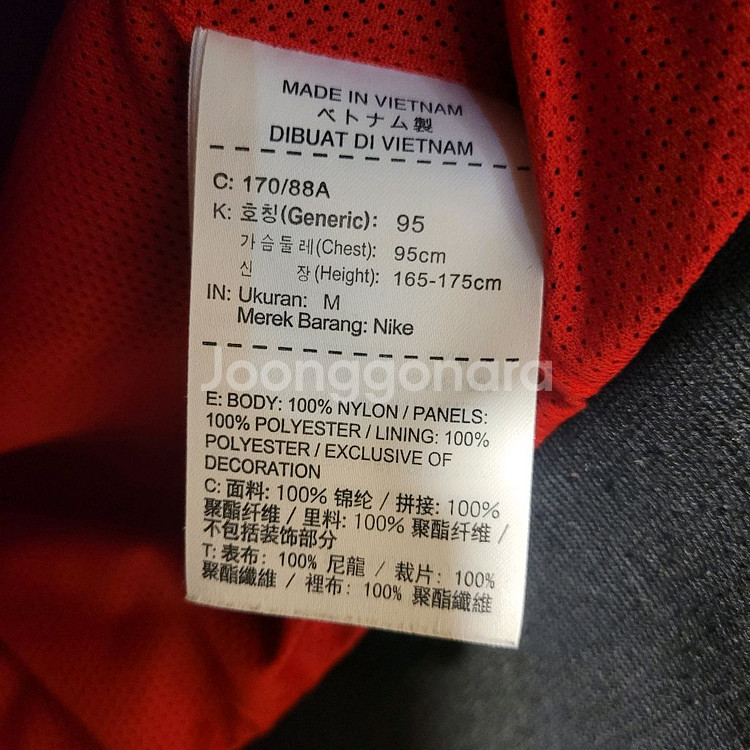 MADE IN VIETNAM
ベトナム製
DIBUAT DI VIETNAM
C: 170/88A
K: 호칭(Generic): 95
가슴둘레(Chest): 95cm
신 장(Height): 165-175cm
IN: Ukuran: M
Merek Barang: Nike
Joonggonara
E: BODY: 100% NYLON / PANELS:
100% POLYESTER / LINING: 100%
POLYESTER / EXCLUSIVE OF
DECORATION
C: 面料: 100% 锦纶 / 拼接: 100%
聚酯纤维 / 里料: 100% 聚酯纤维 /
不包括装饰部分
T: 表布: 100% 尼龍 / 裁片: 100%
聚酯纖維 / 裡布: 100% 聚酯纖維